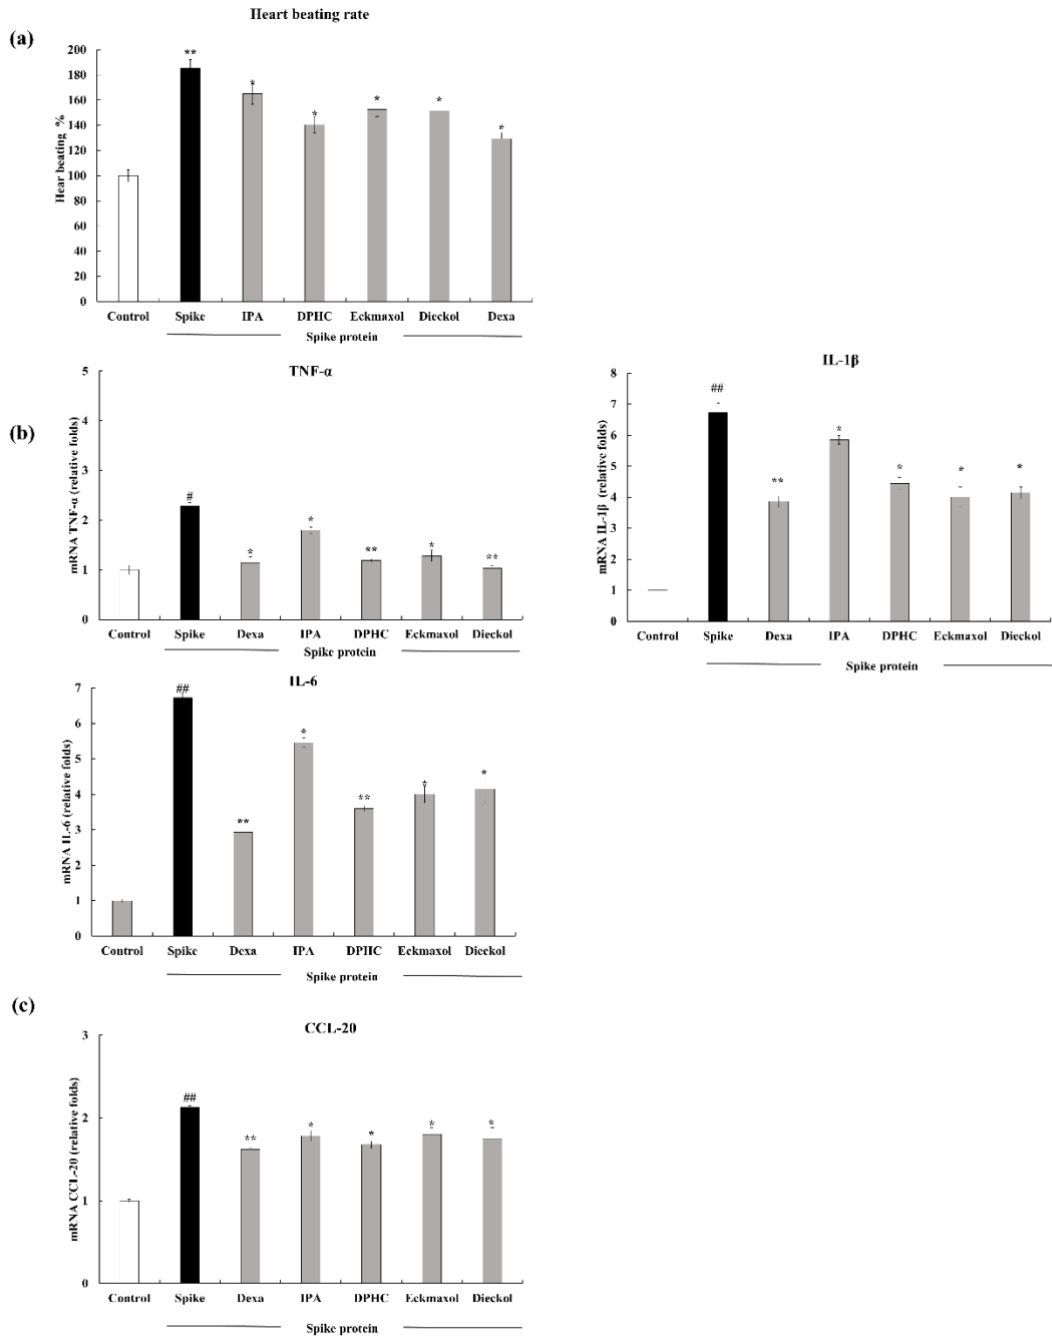 Heart beating rate
(a)
Hear beating %
200
180
160
140
120
100
80
60
40
20
0
**
*
*
*
*
*
Control Spike IPA DPHC Eckmaxol Dieckol Dexa
Spike protein
(b)
TNF-α
mRNA TNF-α (relative folds)
5
4
3
2
1
0
#
*
*
**
*
**
Control Spike Dexa IPA DPHC Eckmaxol Dieckol
Spike protein
IL-1β
mRNA IL-1β (relative folds)
8
7
6
5
4
3
2
1
0
##
**
*
*
*
*
Control Spike Dexa IPA DPHC Eckmaxol Dieckol
Spike protein
IL-6
mRNA IL-6 (relative folds)
7
6
5
4
3
2
1
0
##
**
*
**
*
*
Control Spike Dexa IPA DPHC Eckmaxol Dieckol
Spike protein
(c)
CCL-20
mRNA CCL-20 (relative folds)
3
2
1
0
##
**
*
*
*
*
Control Spike Dexa IPA DPHC Eckmaxol Dieckol
Spike protein